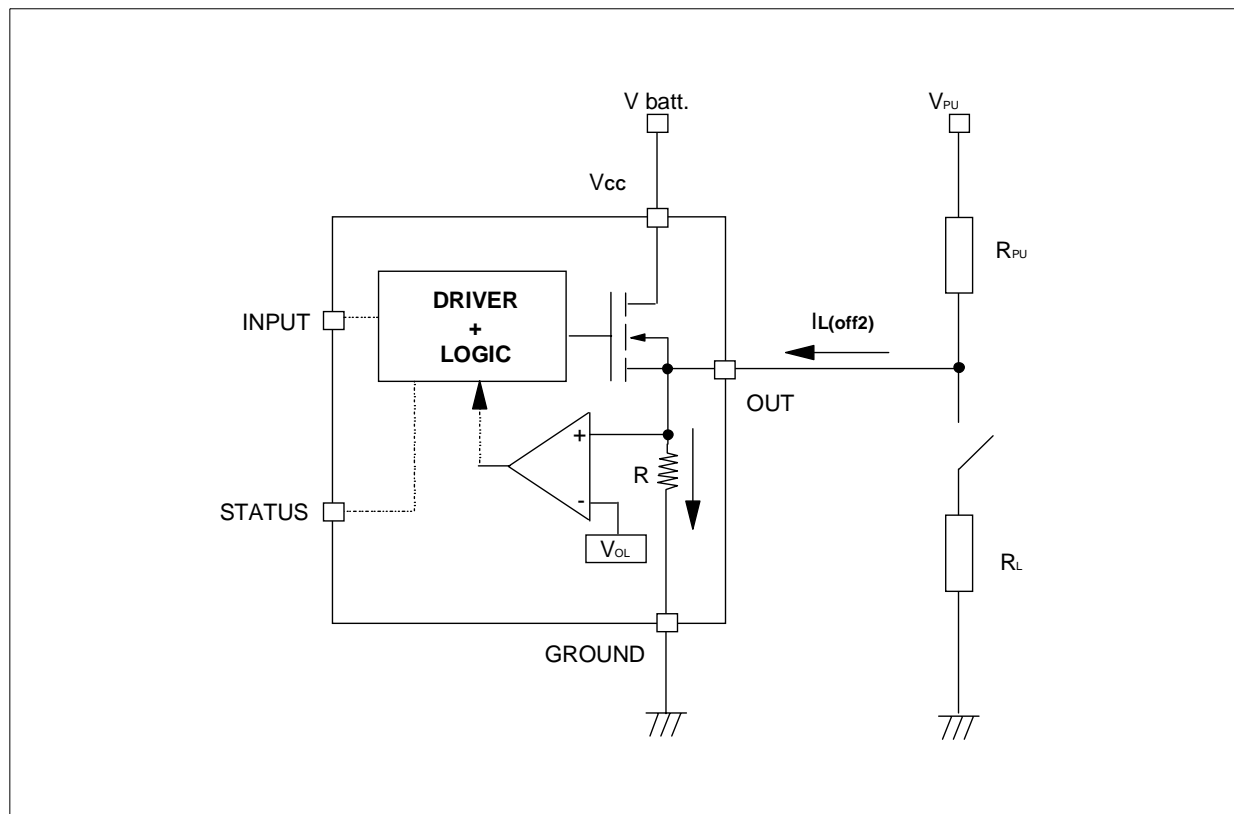 V batt.
VPU
Vcc
RPU
DRIVER
+
LOGIC
INPUT
IL(off2)
OUT
+
R
-
STATUS
VOL
RL
GROUND